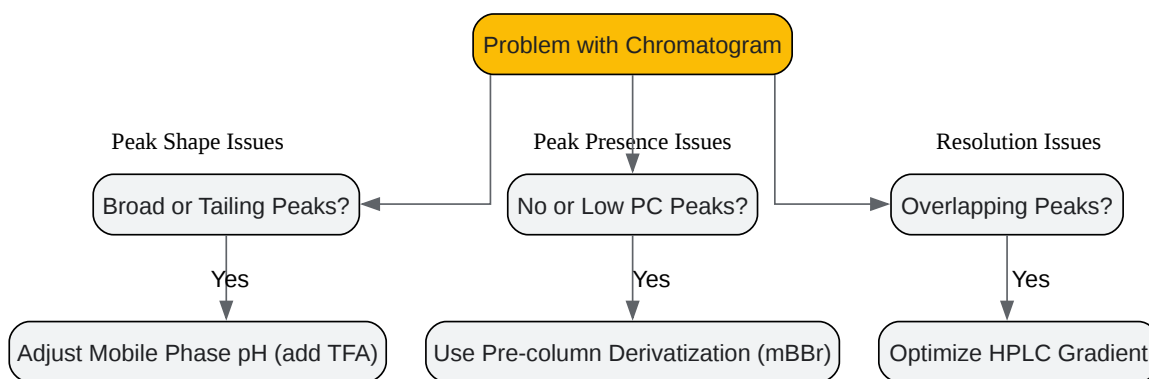 Problem with Chromatogram
Peak Shape Issues
Peak Presence Issues
Resolution Issues
Broad or Tailing Peaks?
No or Low PC Peaks?
Overlapping Peaks?
Yes
Yes
Yes
Adjust Mobile Phase pH (add TFA)
Use Pre-column Derivatization (mBBr)
Optimize HPLC Gradient